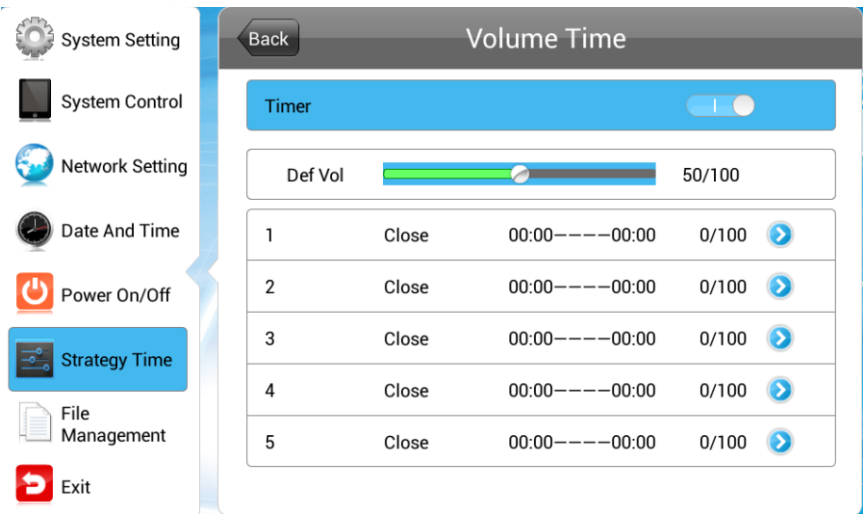 System Setting
System Control
Network Setting
Date And Time
Power On/Off
Strategy Time
File
Management
Exit
Back
Volume Time
Timer
Def Vol 50/100
1 Close 00:00————00:00 0/100
2 Close 00:00————00:00 0/100
3 Close 00:00————00:00 0/100
4 Close 00:00————00:00 0/100
5 Close 00:00————00:00 0/100